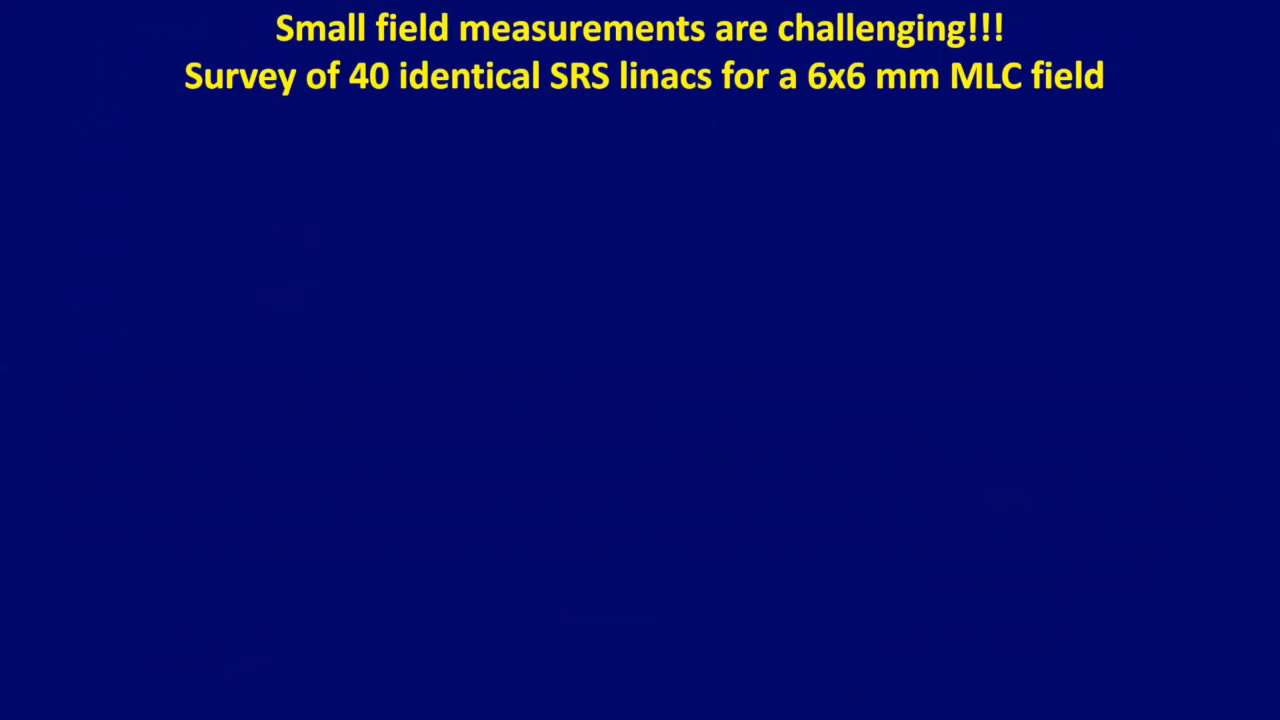 Small field measurements are challenging!!!
Survey of 40 identical SRS linacs for a 6x6 mm MLC field